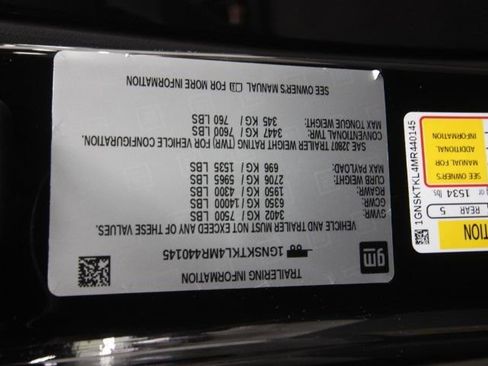 gm
TRAILERING INFORMATION
1GNSKTKL4MR440145
VEHICLE AND TRAILER MUST NOT EXCEED ANY OF THESE VALUES.
GVWR: 3402 KG/ 7500 LBS
GCWR: 6350 KG/14000 LBS
RGAWR: 1950 KG/ 4300 LBS
CURB WEIGHT: 2706 KG/ 5965 LBS
MAX PAYLOAD: 696 KG/ 1535 LBS
SAE J2807 TRAILER WEIGHT RATING (TWR) FOR VEHICLE CONFIGURATION.
CONVENTIONAL TWR: 3447 KG/ 7600 LBS
MAX TONGUE WEIGHT: 345 KG/ 760 LBS
SEE OWNER'S MANUAL FOR MORE INFORMATION
ATION
REAR 5
or 1534 lbs
SEE OWNER'S
MANUAL FOR
ADDITIONAL
INFORMATION
1GNSKTKL4MR440145